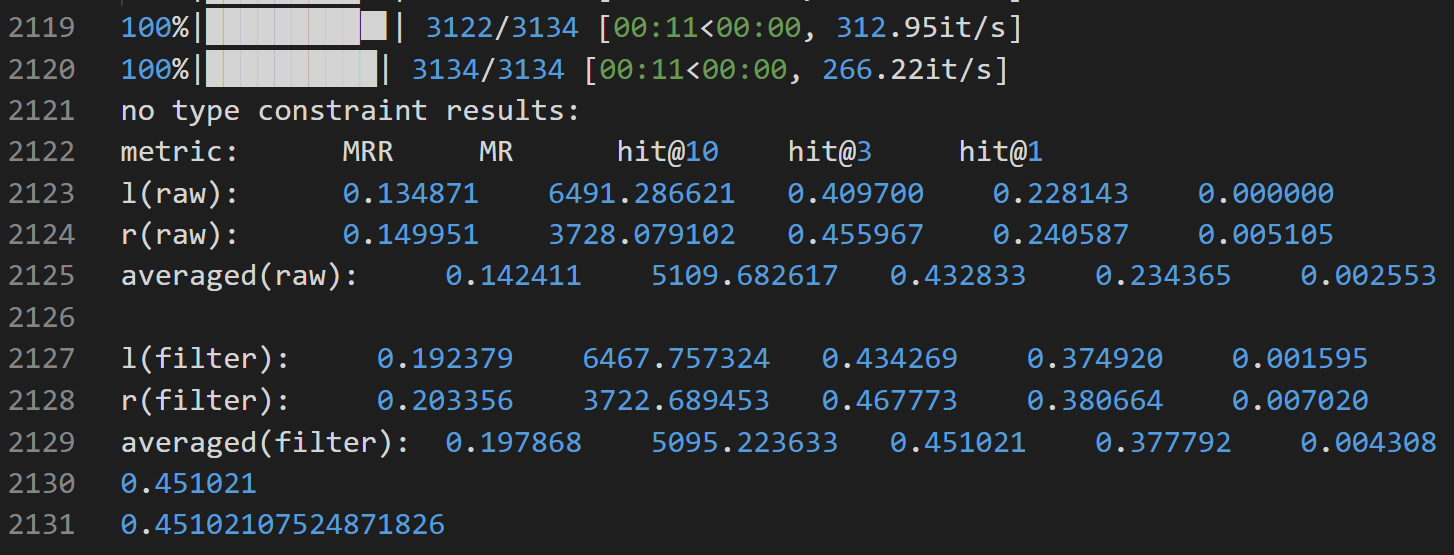 2119 100%|██████████| 3122/3134 [00:11<00:00, 312.95it/s]
2120 100%|██████████| 3134/3134 [00:11<00:00, 266.22it/s]
2121 no type constraint results:
2122 metric: MRR MR hit@10 hit@3 hit@1
2123 l(raw): 0.134871 6491.286621 0.409700 0.228143 0.000000
2124 r(raw): 0.149951 3728.079102 0.455967 0.240587 0.005105
2125 averaged(raw): 0.142411 5109.682617 0.432833 0.234365 0.002553
2126
2127 l(filter): 0.192379 6467.757324 0.434269 0.374920 0.001595
2128 r(filter): 0.203356 3722.689453 0.467773 0.380664 0.007020
2129 averaged(filter): 0.197868 5095.223633 0.451021 0.377792 0.004308
2130 0.451021
2131 0.45102107524871826